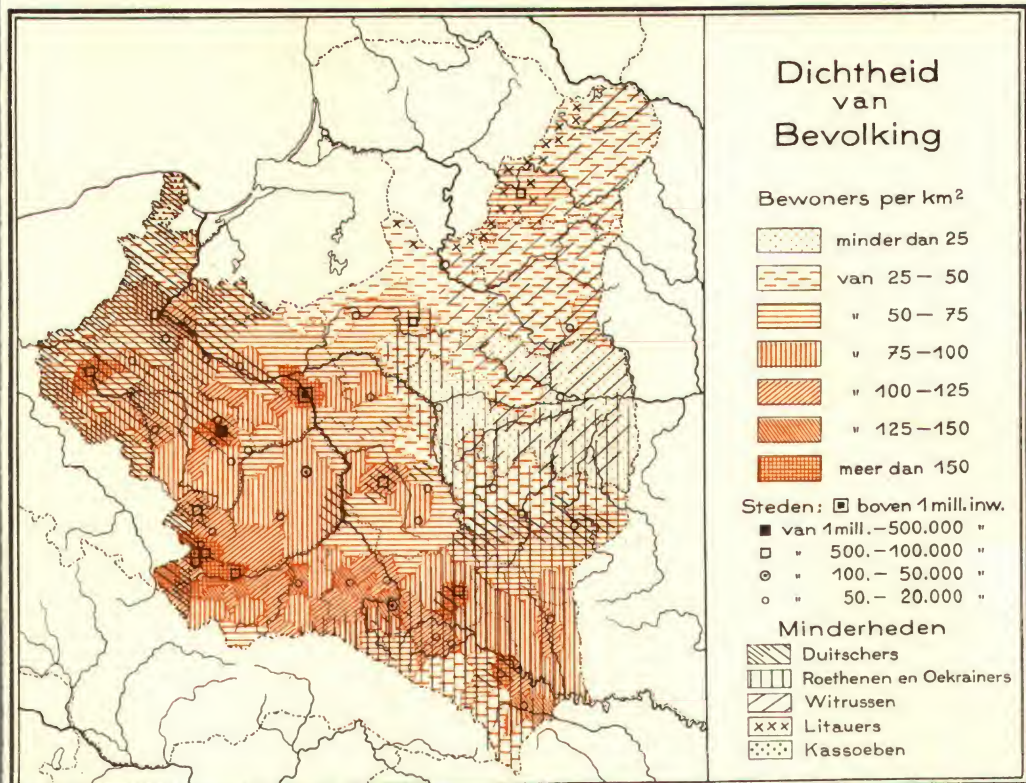 Dichtheid
van
Bevolking
Bewoners per km²
minder dan 25
van 25 – 50
" 50 – 75
" 75 – 100
" 100 – 125
" 125 – 150
meer dan 150
Steden: boven 1 mill. inw.
van 1 mill. – 500.000 "
" 500. – 100.000 "
" 100. – 50.000 "
" 50. – 20.000 "
Minderheden
Duitschers
Roethenen en Oekrainers
Witrussen
××× Litauers
Kassoeben